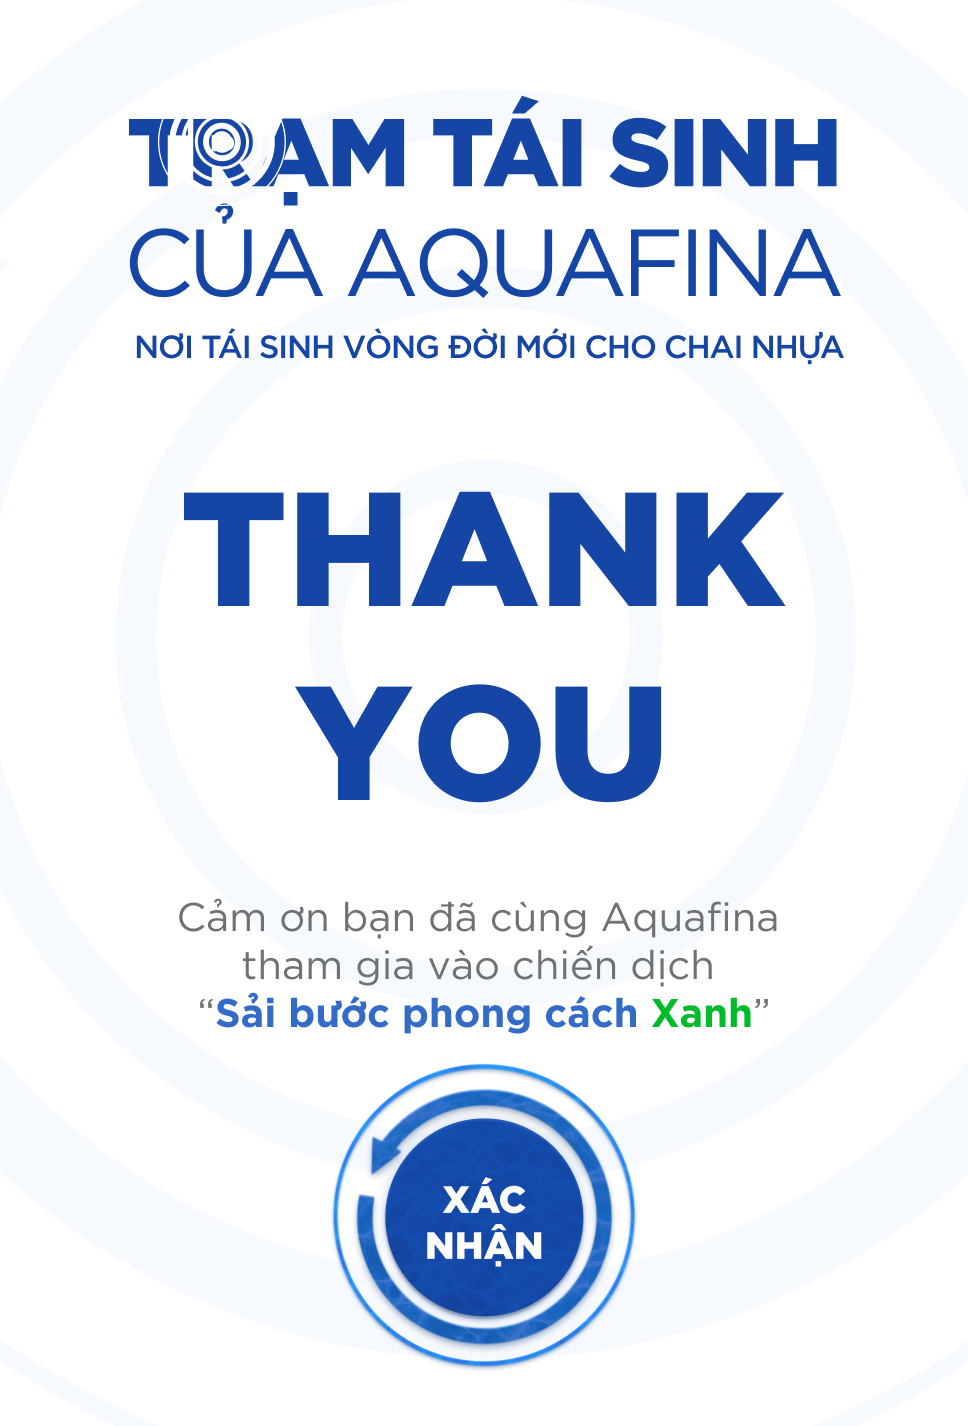 TRẠM TÁI SINH
CỦA AQUAFINA
NƠI TÁI SINH VÒNG ĐỜI MỚI CHO CHAI NHỰA
THANK
YOU
Cảm ơn bạn đã cùng Aquafina
tham gia vào chiến dịch
“Sải bước phong cách Xanh”
XÁC
NHẬN